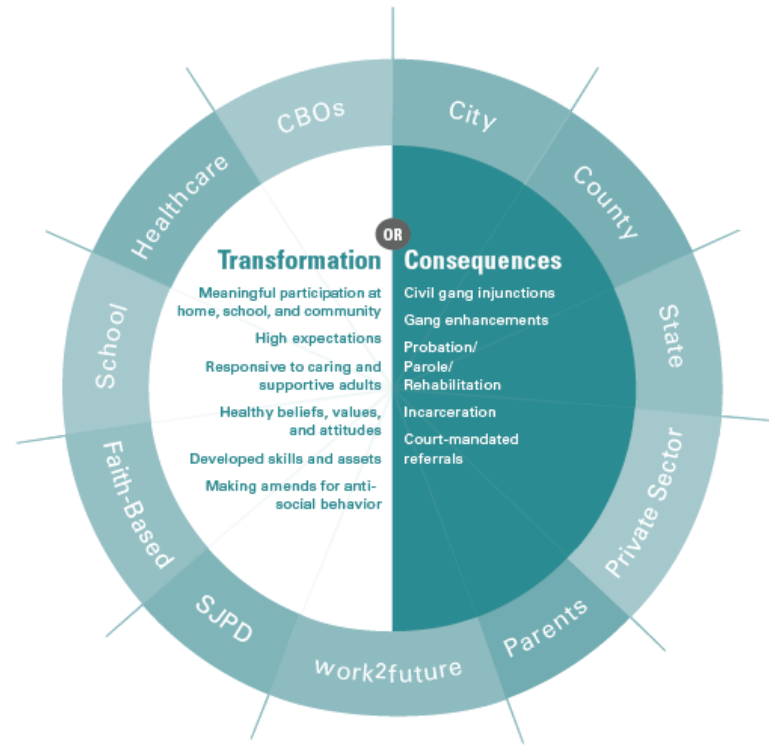 CBOs
City
County
State
Private Sector
Parents
work2future
SJPD
Faith-Based
School
Healthcare
OR
Transformation
Meaningful participation at
home, school, and community
High expectations
Responsive to caring and
supportive adults
Healthy beliefs, values,
and attitudes
Developed skills and assets
Making amends for anti-
social behavior
Consequences
Civil gang injunctions
Gang enhancements
Probation/
Parole/
Rehabilitation
Incarceration
Court-mandated
referrals